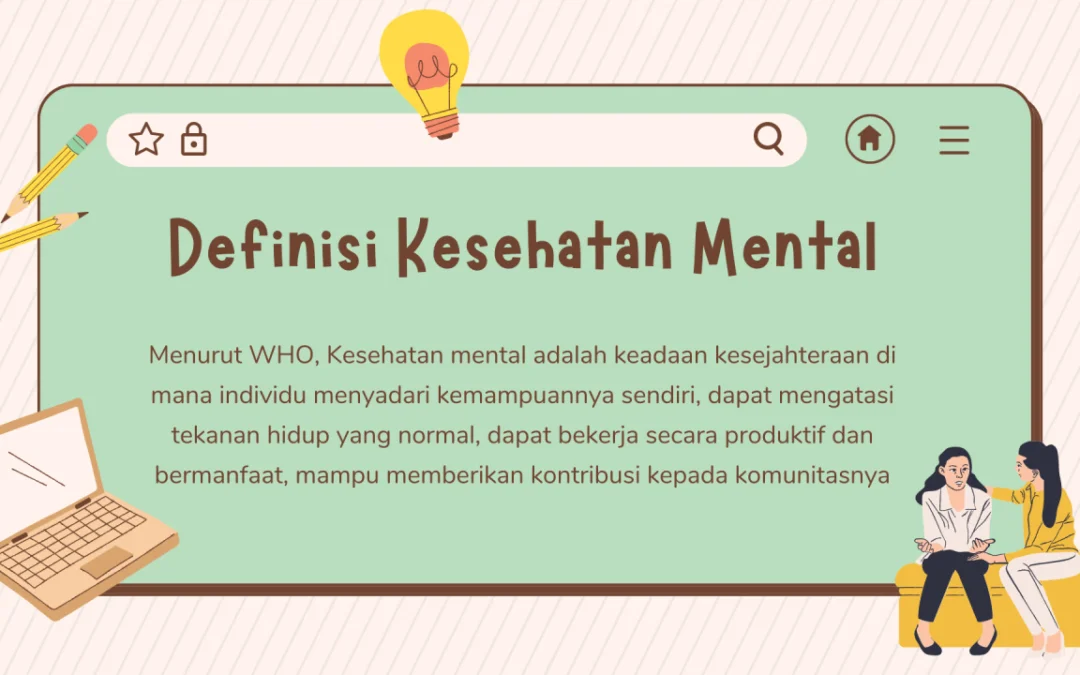 Definisi Kesehatan Mental
Menurut WHO, Kesehatan mental adalah keadaan kesejahteraan di
mana individu menyadari kemampuannya sendiri, dapat mengatasi
tekanan hidup yang normal, dapat bekerja secara produktif dan
bermanfaat, mampu memberikan kontribusi kepada komunitasnya